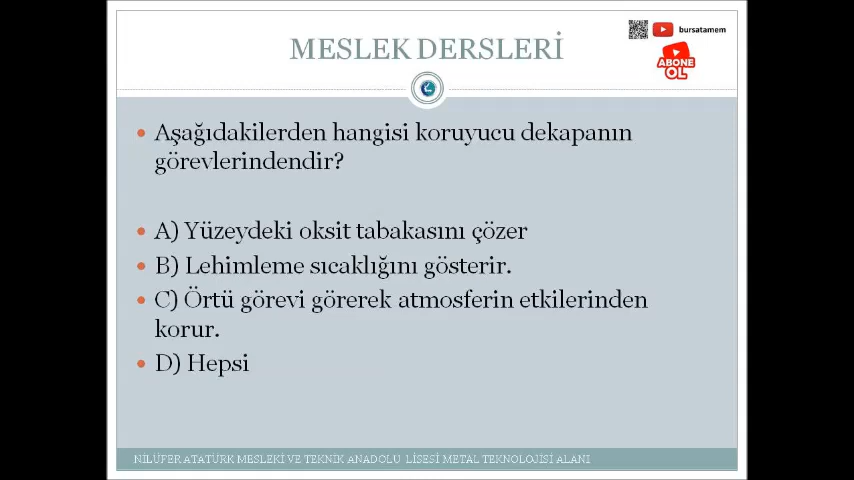 MESLEK DERSLERİ
bursatamem
ABONE
OL
Aşağıdakilerden hangisi koruyucu dekapanın
görevlerindendir?
A) Yüzeydeki oksit tabakasını çözer
B) Lehimleme sıcaklığını gösterir.
C) Örtü görevi görerek atmosferin etkilerinden
korur.
D) Hepsi
NİLÜFER ATATÜRK MESLEKİ VE TEKNİK ANADOLU LİSESİ METAL TEKNOLOJİSİ ALANI